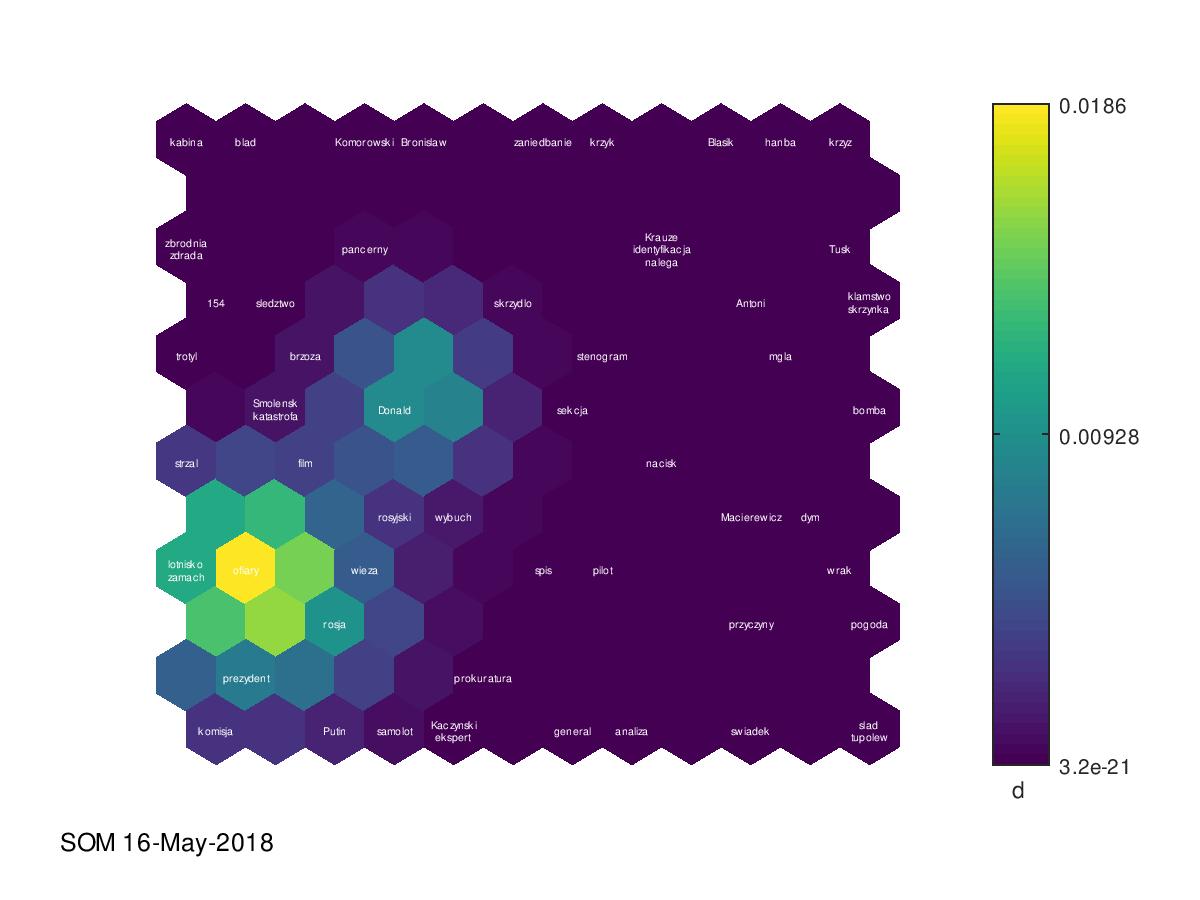 0.0186
kabina blad Komorowski Bronislaw zaniedbanie krzyk Blasik hanba krzyz
zbrodnia
zdrada
pancerny
Krauze
identyfikacja
nalega
Tusk
154 sledztwo skrzydlo Antoni
klamstwo
skrzynka
trotyl brzoza stenogram mgla
Smolensk
katastrofa
Donald sekcja bomba
0.00928
strzal film nacisk
rosyjski wybuch Macierewicz dym
lotnisko
zamach
ofiary wieza spis pilot wrak
rosja przyczyny pogoda
prezydent prokuratura
komisja Putin samolot
Kaczynski
ekspert
general analiza swiadek
slad
tupolew
3.2e-21
d
SOM 16-May-2018